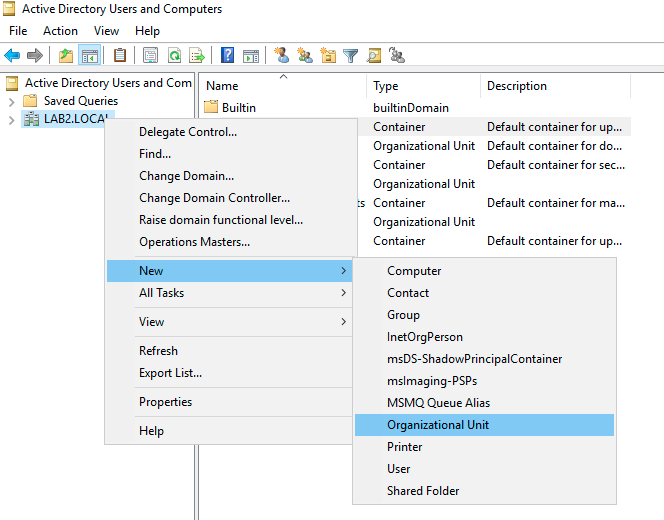 Active Directory Users and Computers
File Action View Help
Active Directory Users and Com
Saved Queries
LAB2.LOCAL
Name Type Description
Builtin builtinDomain
Container Default container for up...
Organizational Unit Default container for do...
Container Default container for sec...
Organizational Unit
ts Container Default container for ma...
Organizational Unit
Container Default container for up...
Delegate Control...
Find...
Change Domain...
Change Domain Controller...
Raise domain functional level...
Operations Masters...
New
All Tasks
View
Refresh
Export List...
Properties
Help
Computer
Contact
Group
InetOrgPerson
msDS-ShadowPrincipalContainer
msImaging-PSPs
MSMQ Queue Alias
Organizational Unit
Printer
User
Shared Folder